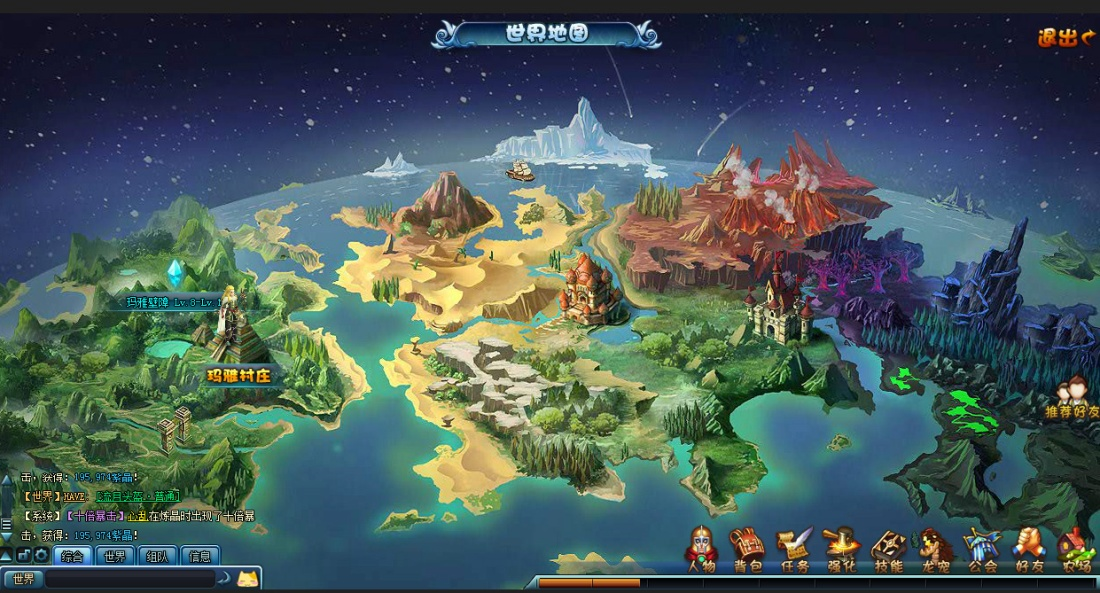 世界地图
退出
玛雅壁障 Lv.8-Lv.1
玛雅村庄
推荐好友
击,获得:195,974紫晶!
【世界】HAVE:
【系统】【十倍暴击】
在炼晶时出现了十倍暴
击,获得:195,974紫晶!
综合 世界 组队 信息
世界
人物 背包 任务 强化 技能 龙宠 公会 好友 农场